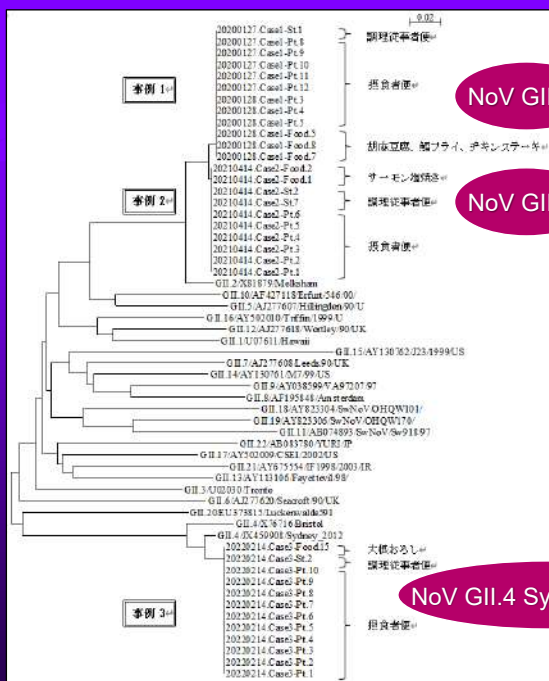 0.02
20200127.Case1-St.1
調理従事者便
20200127.Case1-Pt.8
20200127.Case1-Pt.9
20200127.Case1-Pt.10
20200127.Case1-Pt.11
20200127.Case1-Pt.12
20200128.Case1-Pt.3
20200128.Case1-Pt.4
20200128.Case1-Pt.5
摂食者便
事例 1
NoV GII
20200128.Case1-Food.5
20200128.Case1-Food.8
20200128.Case1-Food.7
胡麻豆腐、鯛フライ、チキンステーキ
20210414.Case2-Food.2
20210414.Case2-Food.1
サーモン塩焼き
20210414.Case2-St.2
20210414.Case2-St.7
調理従事者便
事例 2
NoV GII
20210414.Case2-Pt.6
20210414.Case2-Pt.5
20210414.Case2-Pt.4
20210414.Case2-Pt.3
20210414.Case2-Pt.2
20210414.Case2-Pt.1
摂食者便
GII.2/X81879/Melksham
GII.10/AF427118/Erfurt-546/00/
GII.5/AJ277607/Hillingdon/90/U
GII.16/AY502010/Tiffin/1999/U
GII.12/AJ277618/Wortley/90/UK
GII.1/U07611/Hawaii
GII.15/AY130762/J23/1999/US
GII.7/AJ277608/Leeds/90/UK
GII.14/AY130761/M7/99/US
GII.9/AY038599/VA97207/97
GII.8/AF195848/Amsterdam
GII.18/AY823304/SwNoV/OHQW101/
GII.19/AY823306/SwNoV/OHQW170/
GII.11/AB074893/SwNoV/Sw918/97
GII.22/AB083780/YURI/JP
GII.17/AY502009/CSE1/2002/US
GII.21/AY675554/IF1998/2003/IR
GII.13/AY113106/Fayettevil/98/
GII.3/U02030/Tronto
GII.6/AJ277620/Seacroft/90/UK
GII.20/EU373815/Luckenwalde591
GII.4/X76716/Bristol
GII.4/JX459908/Sydney_2012
20220214.Case3-Food.15
大根おろし
20220214.Case3-St.2
調理従事者便
20220214.Case3-Pt.10
20220214.Case3-Pt.9
20220214.Case3-Pt.8
20220214.Case3-Pt.7
20220214.Case3-Pt.6
20220214.Case3-Pt.5
20220214.Case3-Pt.4
20220214.Case3-Pt.3
20220214.Case3-Pt.2
20220214.Case3-Pt.1
摂食者便
事例 3
NoV GII.4 Sy